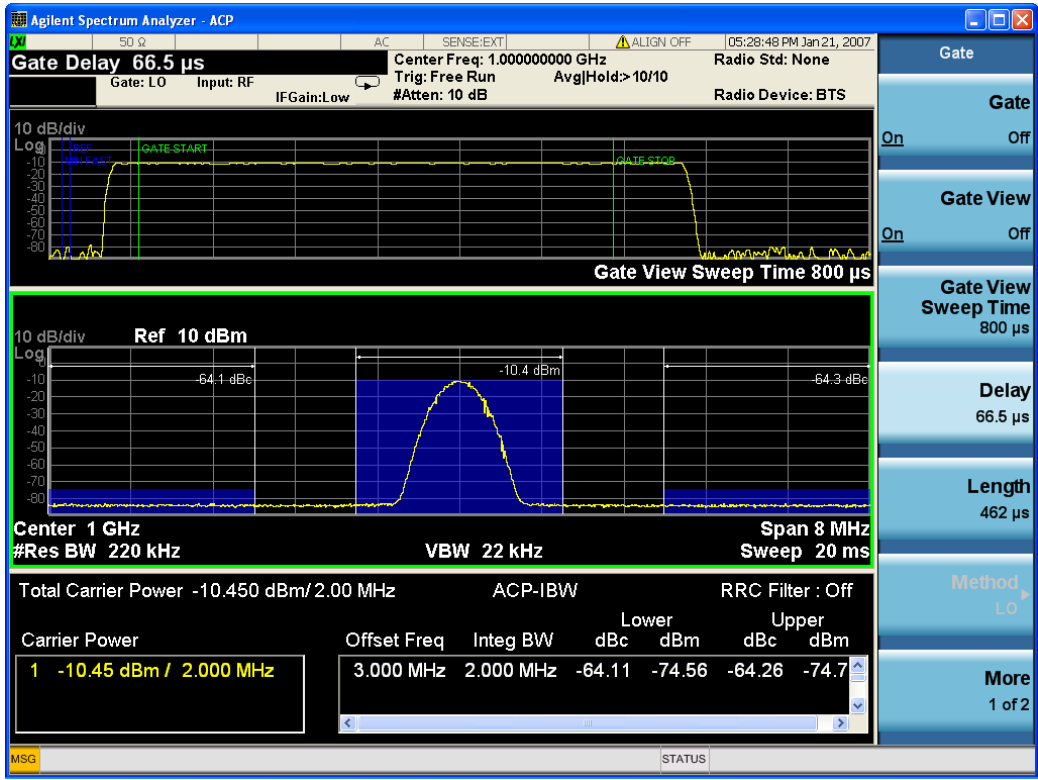 Agilent Spectrum Analyzer - ACP
LXI 50 Ω AC SENSE:EXT ALIGN OFF 05:28:48 PM Jan 21, 2007
Gate Delay 66.5 µs
Center Freq: 1.000000000 GHz Radio Std: None
Gate: LO Input: RF IFGain:Low
Trig: Free Run Avg|Hold:>10/10
#Atten: 10 dB Radio Device: BTS
10 dB/div
Log
REF
MIN FAST
GATE START
GATE STOP
-10
-20
-30
-40
-50
-60
-70
-80
Gate View Sweep Time 800 µs
10 dB/div Ref 10 dBm
Log
0
-10
-20
-30
-40
-50
-60
-70
-80
-64.1 dBc -10.4 dBm -64.3 dBc
Center 1 GHz Span 8 MHz
#Res BW 220 kHz VBW 22 kHz Sweep 20 ms
Total Carrier Power -10.450 dBm/ 2.00 MHz ACP-IBW RRC Filter : Off
Lower Upper
Carrier Power Offset Freq Integ BW dBc dBm dBc dBm
1 -10.45 dBm / 2.000 MHz 3.000 MHz 2.000 MHz -64.11 -74.56 -64.26 -74.7
MSG STATUS
Gate
Gate
On Off
Gate View
On Off
Gate View
Sweep Time
800 µs
Delay
66.5 µs
Length
462 µs
Method
LO
More
1 of 2